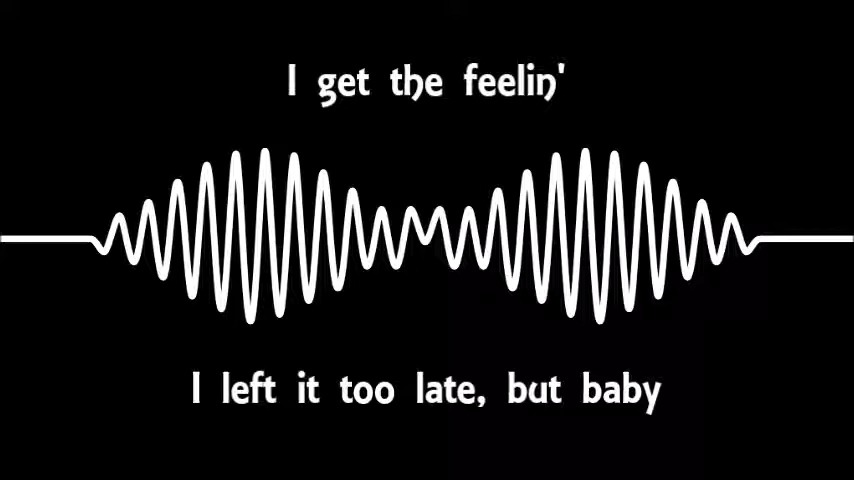 I get the feelin'
I left it too late, but baby